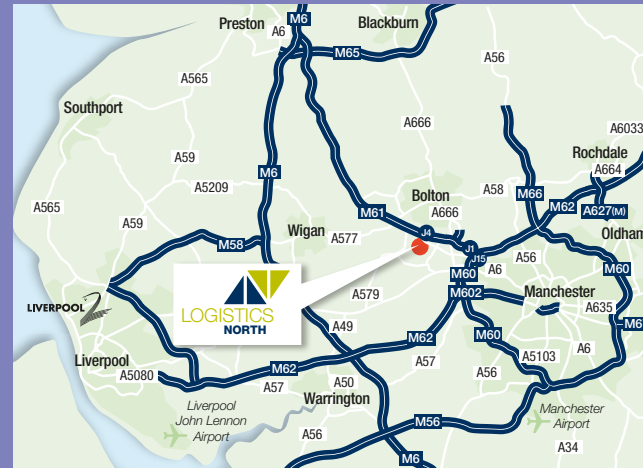 Preston
M6
Blackburn
A6
M65
A56
A565
Southport
A666
A6033
A59
Rochdale
A664
M6
A5209
Bolton
A58
M66
M62
A627(M)
A565
A59
M61
A666
J4
Oldham
M58
Wigan
A577
J1
J15
A56
A6
M60
M60
LOGISTICS
NORTH
A579
M602
Manchester
LIVERPOOL
2
A635
A49
M6
M60
M62
Liverpool
A5103
A6
A57
A5080
M62
A57
A50
A56
Warrington
Liverpool
John Lennon
Airport
Manchester
Airport
M56
A56
A34
M6